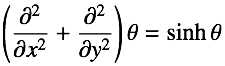 (∂²/∂x² + ∂²/∂y²) θ = sinh θ